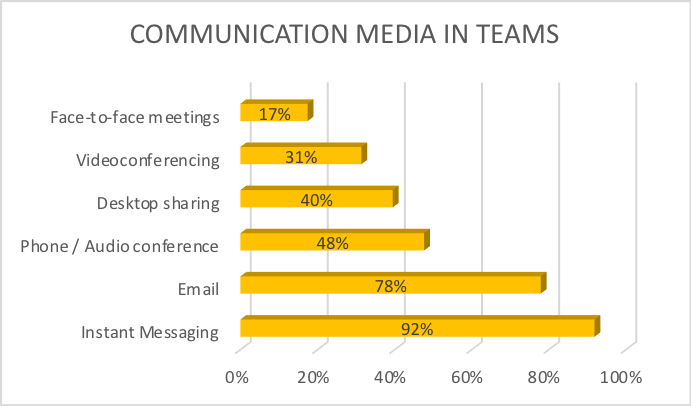 COMMUNICATION MEDIA IN TEAMS
Face-to-face meetings 17%
Videoconferencing 31%
Desktop sharing 40%
Phone / Audio conference 48%
Email 78%
Instant Messaging 92%
0% 20% 40% 60% 80% 100%